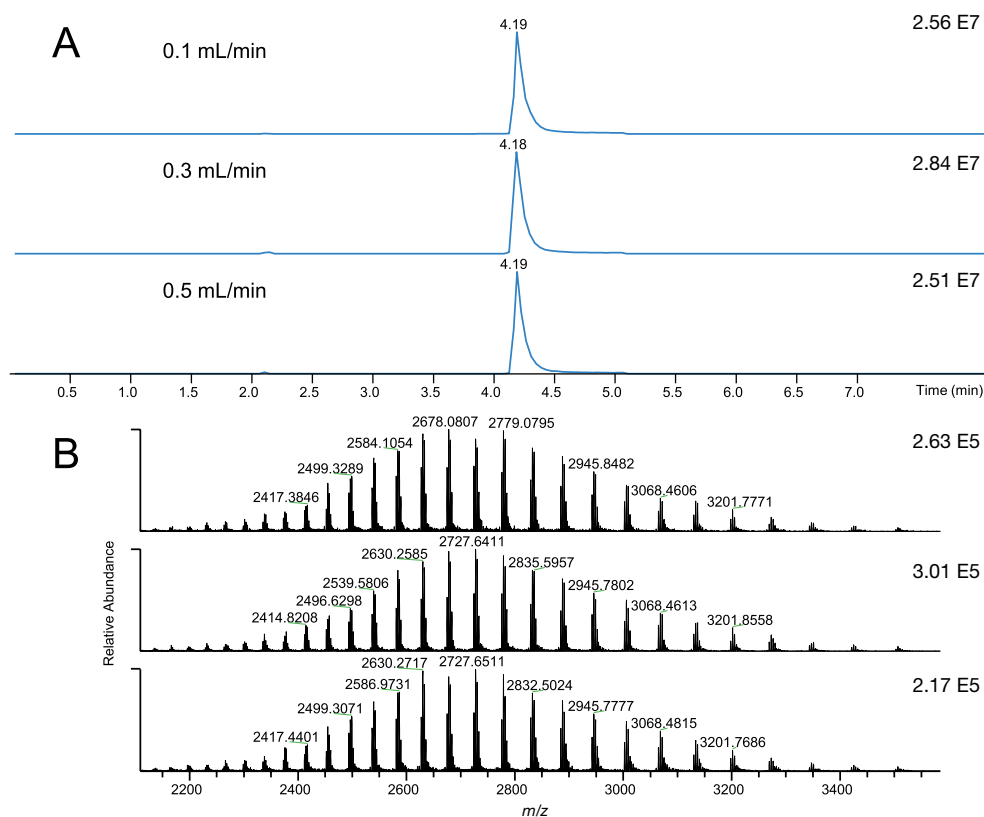 A
0.1 mL/min
4.19
2.56 E7
0.3 mL/min
4.18
2.84 E7
0.5 mL/min
4.19
2.51 E7
0.5 1.0 1.5 2.0 2.5 3.0 3.5 4.0 4.5 5.0 5.5 6.0 6.5 7.0 Time (min)
B
2417.3846 2499.3289 2584.1054 2678.0807 2779.0795 2945.8482 3068.4606 3201.7771
2.63 E5
2414.8208 2496.6298 2539.5806 2630.2585 2727.6411 2835.5957 2945.7802 3068.4613 3201.8558
3.01 E5
2417.4401 2499.3071 2586.9731 2630.2717 2727.6511 2832.5024 2945.7777 3068.4815 3201.7686
2.17 E5
Relative Abundance
2200 2400 2600 2800 3000 3200 3400
m/z